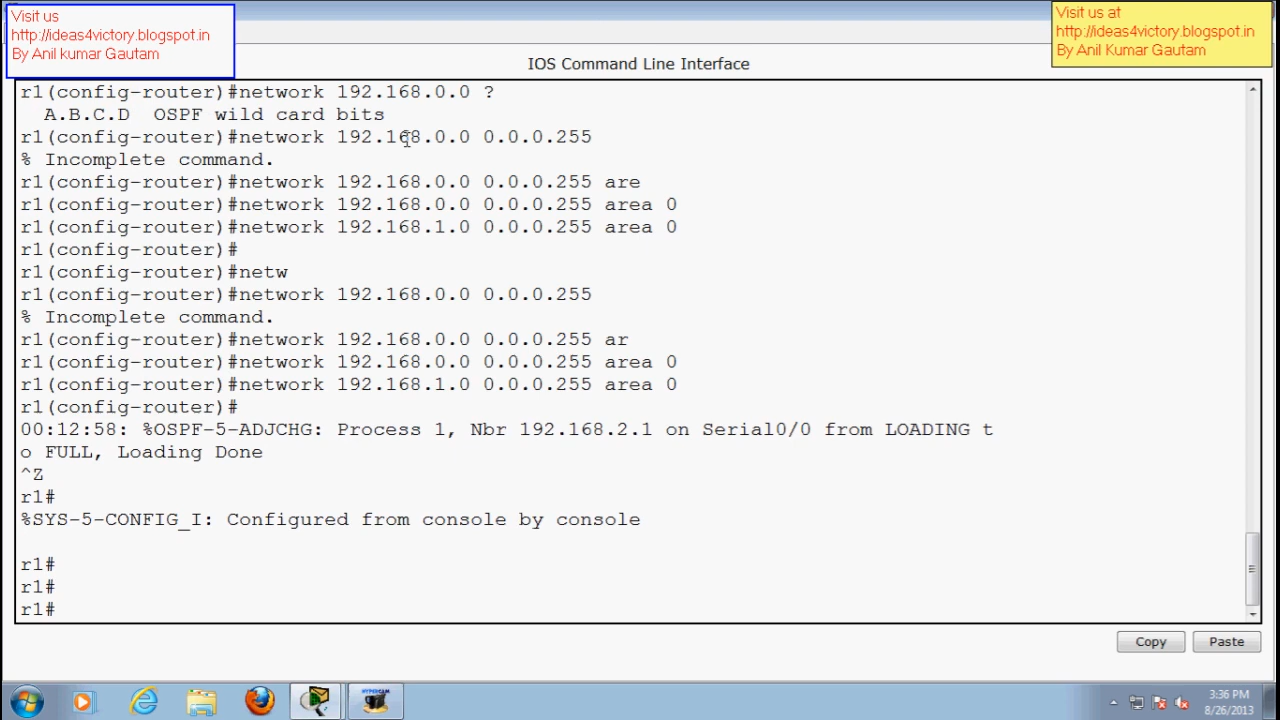 Visit us
http://ideas4victory.blogspot.in
By Anil kumar Gautam
Visit us at
http://ideas4victory.blogspot.in
By Anil Kumar Gautam
IOS Command Line Interface
r1(config-router)#network 192.168.0.0 ?
  A.B.C.D  OSPF wild card bits
r1(config-router)#network 192.168.0.0 0.0.0.255
% Incomplete command.
r1(config-router)#network 192.168.0.0 0.0.0.255 are
r1(config-router)#network 192.168.0.0 0.0.0.255 area 0
r1(config-router)#network 192.168.1.0 0.0.0.255 area 0
r1(config-router)#
r1(config-router)#netw
r1(config-router)#network 192.168.0.0 0.0.0.255
% Incomplete command.
r1(config-router)#network 192.168.0.0 0.0.0.255 ar
r1(config-router)#network 192.168.0.0 0.0.0.255 area 0
r1(config-router)#network 192.168.1.0 0.0.0.255 area 0
r1(config-router)#
00:12:58: %OSPF-5-ADJCHG: Process 1, Nbr 192.168.2.1 on Serial0/0 from LOADING t
o FULL, Loading Done
^Z
r1#
%SYS-5-CONFIG_I: Configured from console by console
r1#
r1#
r1#
Copy
Paste
HYPERCAM
3:36 PM
8/26/2013